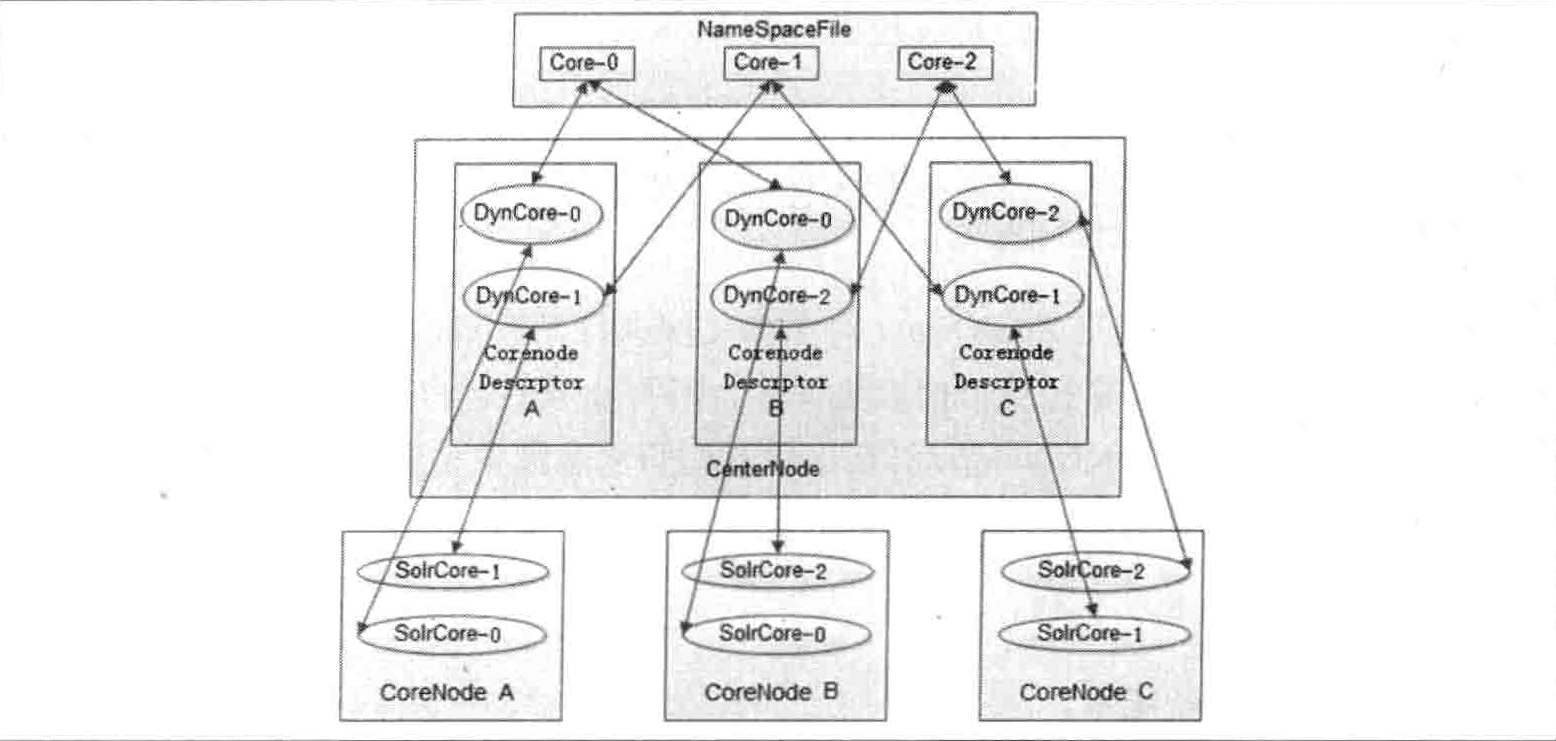 NameSpaceFile
Core-0 Core-1 Core-2
DynCore-0 DynCore-0 DynCore-2
DynCore-1 DynCore-2 DynCore-1
Corenode Corenode Corenode
Descrptor Descrptor Descrptor
A B C
CenterNode
SolrCore-1 SolrCore-2 SolrCore-2
SolrCore-0 SolrCore-0 SolrCore-1
CoreNode A CoreNode B CoreNode C